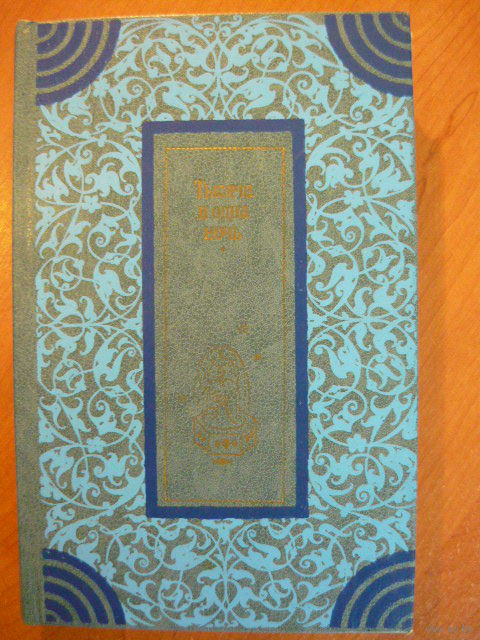 Тысяча
и одна
ночь